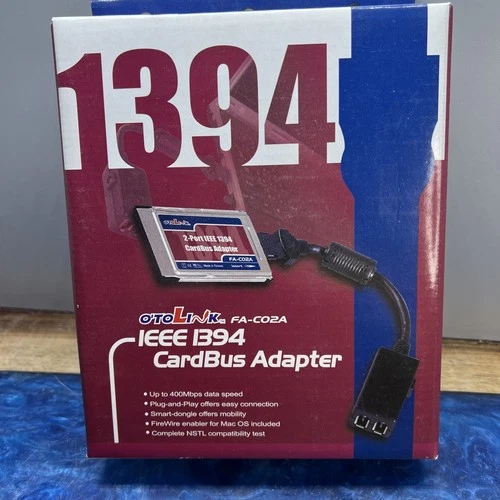 1394
OTOLINK
2-Port IEEE 1394
CardBus Adapter
FA-C02A
OTOLINK FA-C02A
IEEE 1394
CardBus Adapter
• Up to 400Mbps data speed
• Plug-and-Play offers easy connection
• Smart-dongle offers mobility
• FireWire enabler for Mac OS included
• Complete NSTL compatibility test